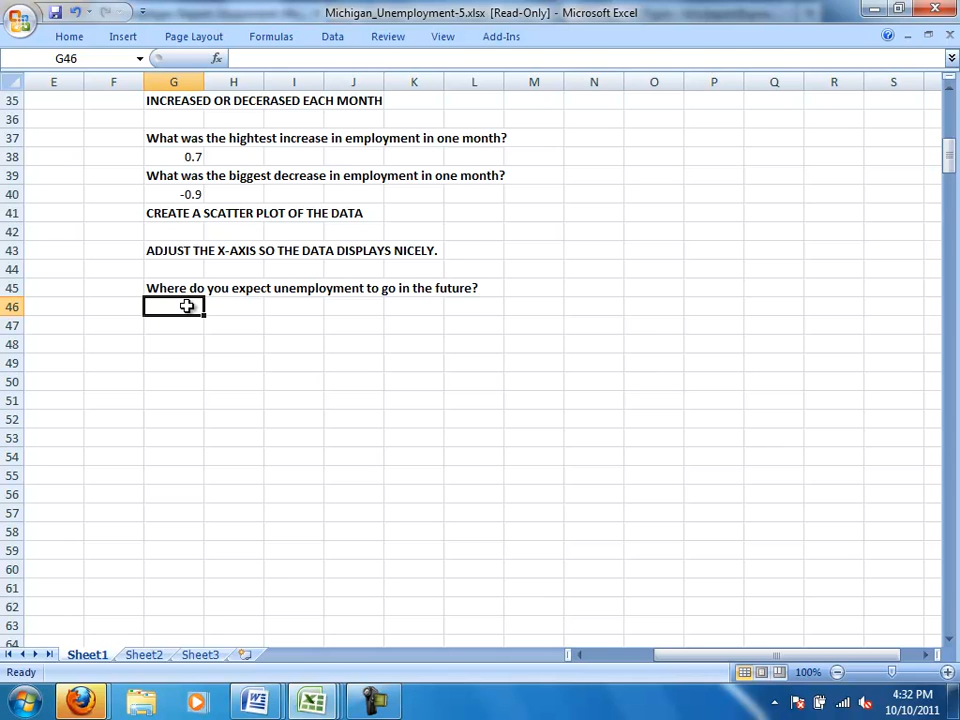 Michigan_Unemployment-5.xlsx [Read-Only] - Microsoft Excel
Home Insert Page Layout Formulas Data Review View Add-Ins
G46 fx
E F G H I J K L M N O P Q R S
35 INCREASED OR DECERASED EACH MONTH
36
37 What was the hightest increase in employment in one month?
38 0.7
39 What was the biggest decrease in employment in one month?
40 -0.9
41 CREATE A SCATTER PLOT OF THE DATA
42
43 ADJUST THE X-AXIS SO THE DATA DISPLAYS NICELY.
44
45 Where do you expect unemployment to go in the future?
46
47
48
49
50
51
52
53
54
55
56
57
58
59
60
61
62
63
64
Sheet1 Sheet2 Sheet3
Ready 100%
4:32 PM
10/10/2011